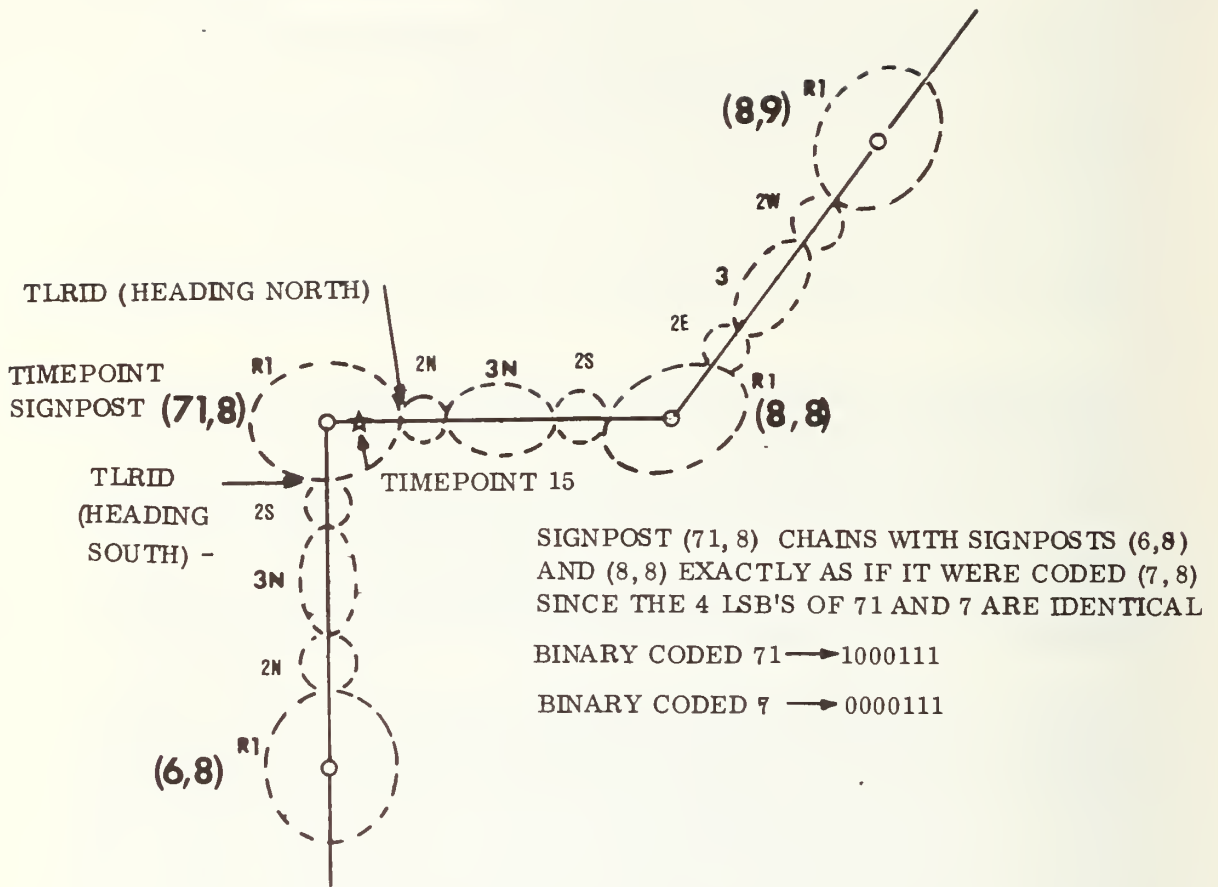 (8,9) R1
2W
3
2E
TLRID (HEADING NORTH)
R1
2N
3N
2S
R1
TIMEPOINT
SIGNPOST (71,8)
(8,8)
TIMEPOINT 15
TLRID
(HEADING
SOUTH) -
2S
3N
2N
R1
(6,8)
SIGNPOST (71, 8) CHAINS WITH SIGNPOSTS (6,8)
AND (8, 8) EXACTLY AS IF IT WERE CODED (7, 8)
SINCE THE 4 LSB'S OF 71 AND 7 ARE IDENTICAL
BINARY CODED 71 → 1000111
BINARY CODED 7 → 0000111